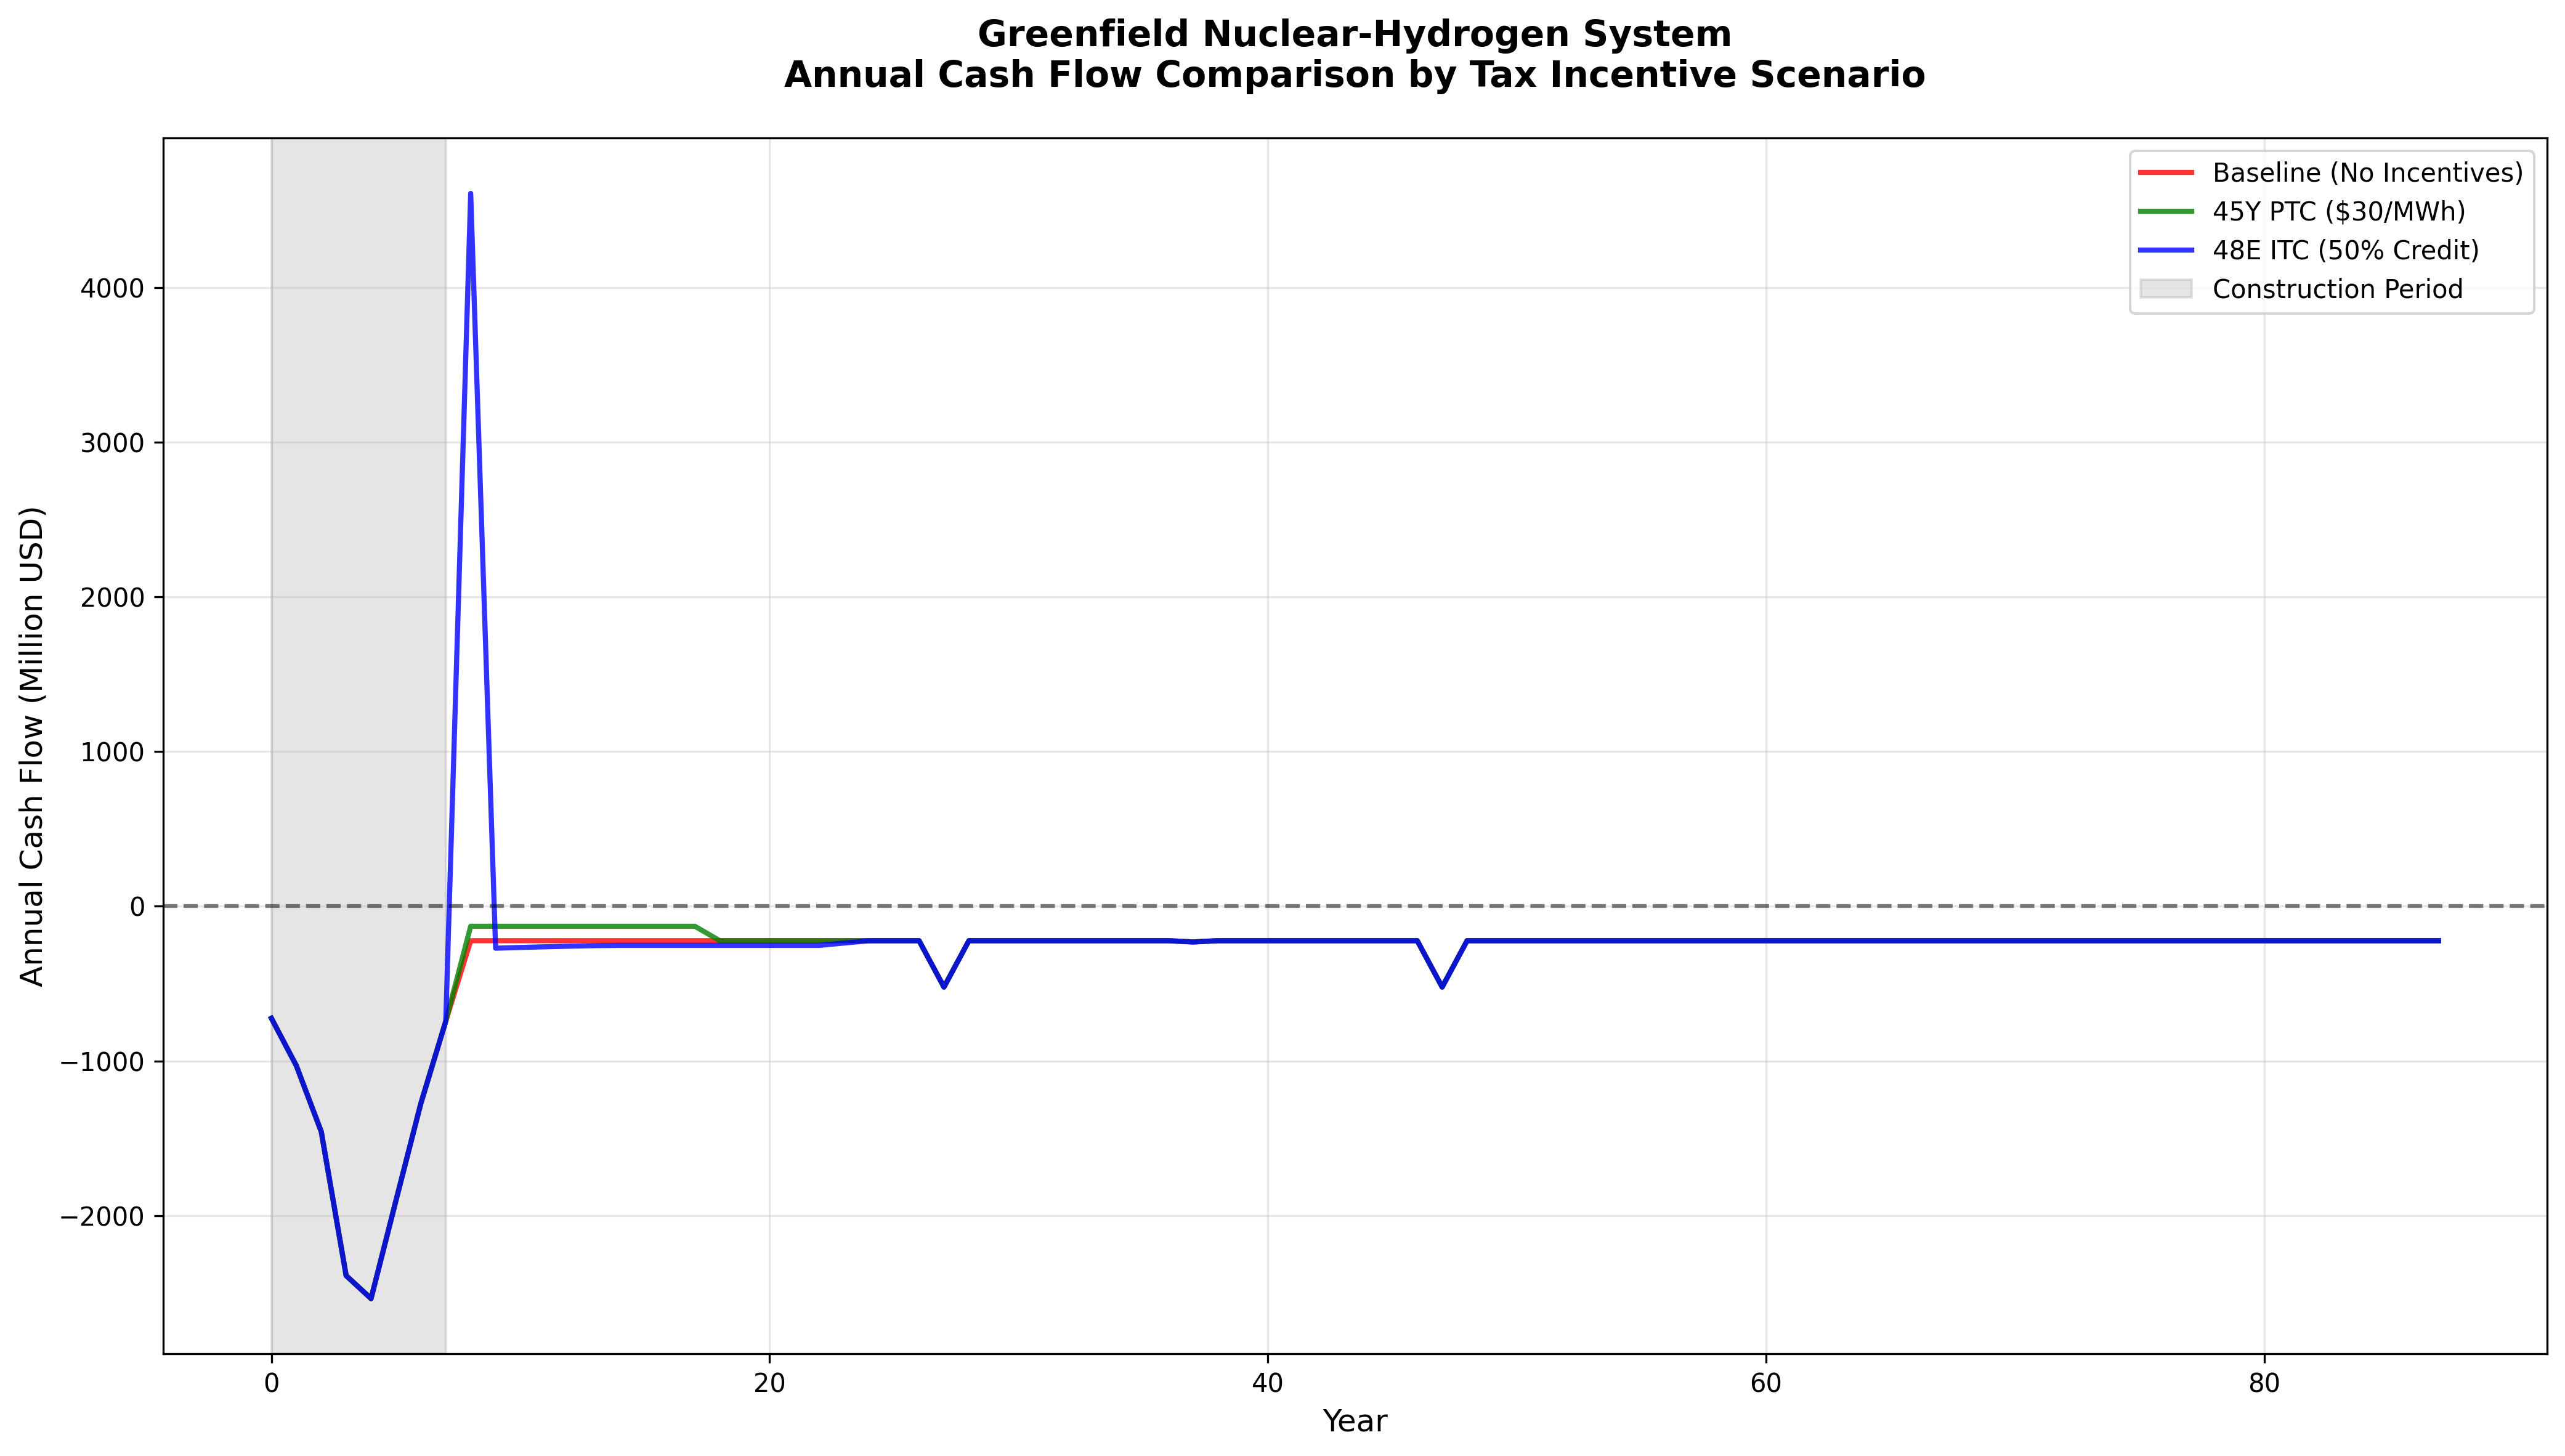 Greenfield Nuclear-Hydrogen System
Annual Cash Flow Comparison by Tax Incentive Scenario
Baseline (No Incentives)
45Y PTC ($30/MWh)
48E ITC (50% Credit)
Construction Period
Annual Cash Flow (Million USD)
4000
3000
2000
1000
0
−1000
−2000
0 20 40 60 80
Year